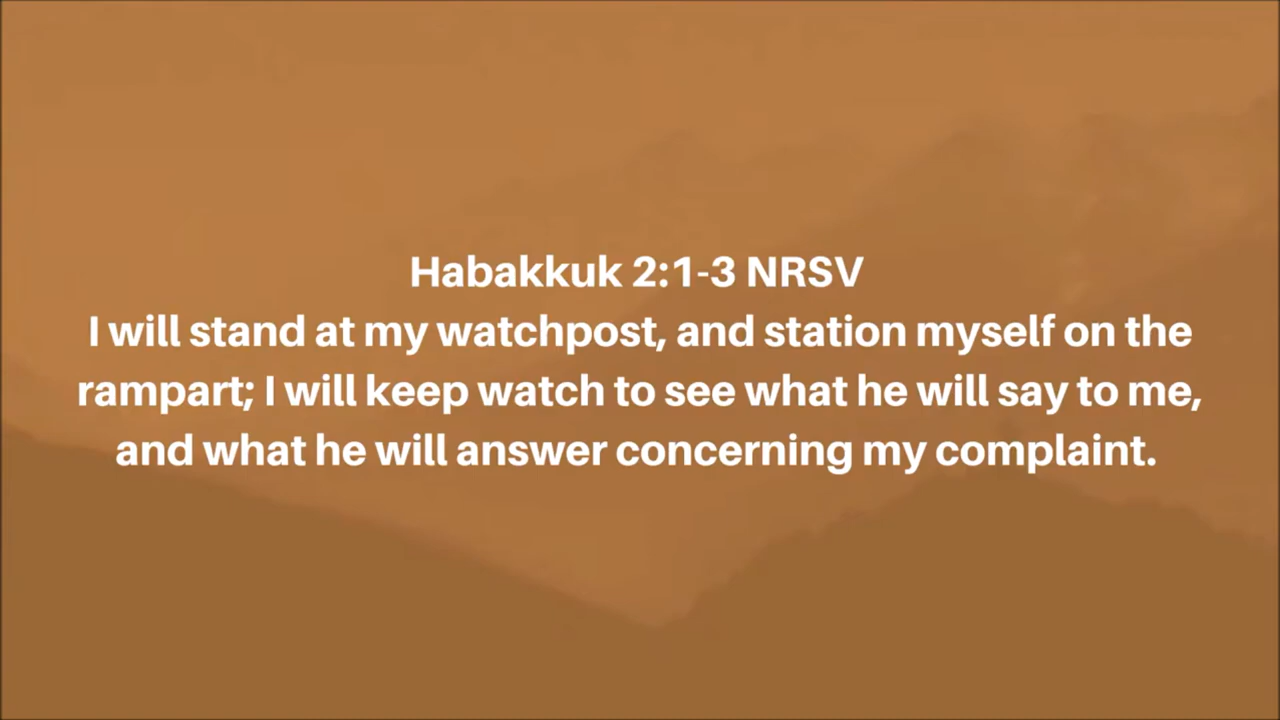 Habakkuk 2:1-3 NRSV
I will stand at my watchpost, and station myself on the
rampart; I will keep watch to see what he will say to me,
and what he will answer concerning my complaint.